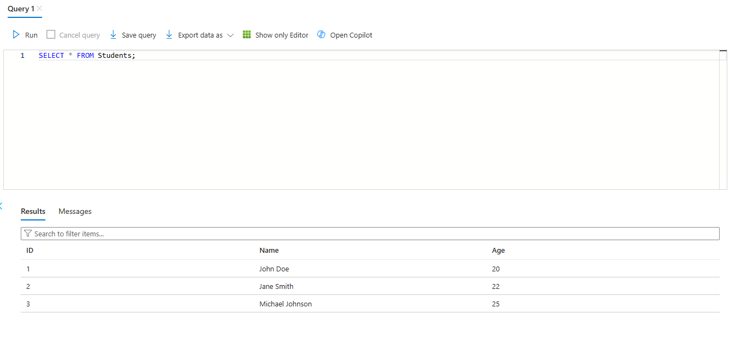 Query 1
Run Cancel query Save query Export data as Show only Editor Open Copilot
1 SELECT * FROM Students;
Results Messages
Search to filter items...
ID Name Age
1 John Doe 20
2 Jane Smith 22
3 Michael Johnson 25